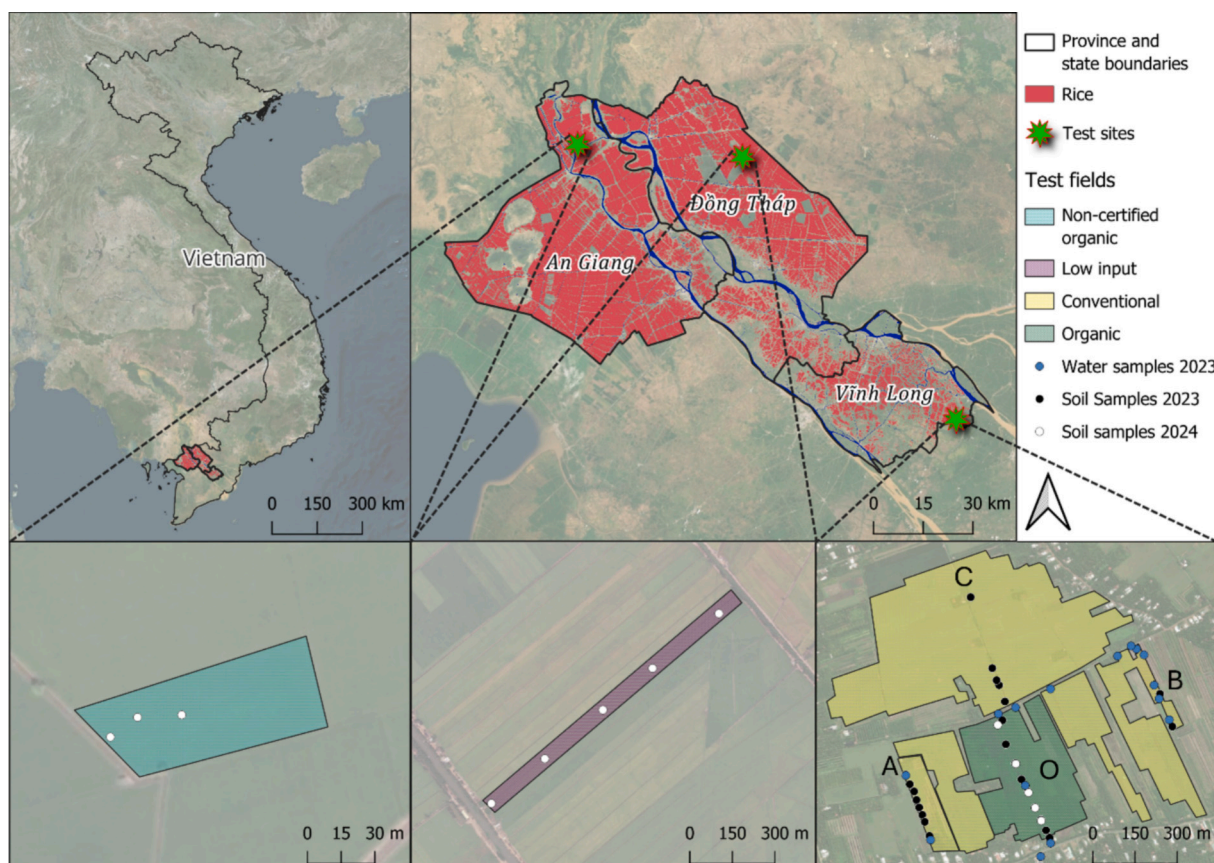 Vietnam
0 150 300 km
Đồng Tháp
An Giang
Vĩnh Long
0 15 30 km
Province and
state boundaries
Rice
Test sites
Test fields
Non-certified
organic
Low input
Conventional
Organic
Water samples 2023
Soil Samples 2023
Soil samples 2024
0 15 30 m
0 150 300 m
C
B
A
O
0 150 300 m